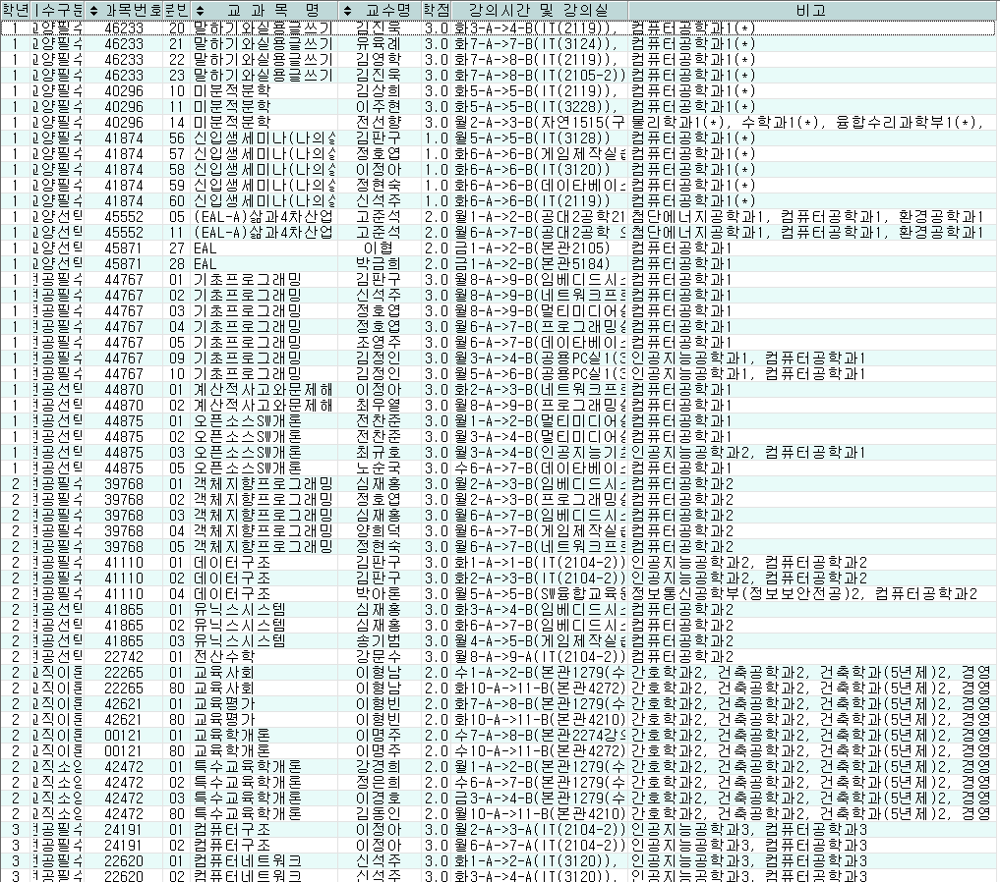 학년 이수구분 과목번호 분반 교 과 목 명 교수명 학점 강의시간 및 강의실 비고
1 교양필수 46233 20 말하기와실용글쓰기 김진욱 3.0 화3-A->4-B(IT(2119)), 컴퓨터공학과1(*)
1 교양필수 46233 21 말하기와실용글쓰기 유육례 3.0 화7-A->7-B(IT(3124)), 컴퓨터공학과1(*)
1 교양필수 46233 22 말하기와실용글쓰기 김영학 3.0 화7-A->8-B(IT(2119)), 컴퓨터공학과1(*)
1 교양필수 46233 23 말하기와실용글쓰기 김진욱 3.0 화7-A->8-B(IT(2105-2)) 컴퓨터공학과1(*)
1 교양필수 40296 10 미분적분학 김상희 3.0 화5-A->5-B(IT(2119)), 컴퓨터공학과1(*)
1 교양필수 40296 11 미분적분학 이주현 3.0 화5-A->5-B(IT(3228)), 컴퓨터공학과1(*)
1 교양필수 40296 14 미분적분학 전선향 3.0 월2-A->3-B(자연1515(구 물리학과1(*), 수학과1(*), 융합수리과학부1(*),
1 교양필수 41874 56 신입생세미나(나의 김판구 1.0 월5-A->5-B(IT(3128)) 컴퓨터공학과1(*)
1 교양필수 41874 57 신입생세미나(나의 정호엽 1.0 화6-A->6-B(게임제작실습 컴퓨터공학과1(*)
1 교양필수 41874 58 신입생세미나(나의 이정아 1.0 화6-A->6-B(IT(3120)) 컴퓨터공학과1(*)
1 교양필수 41874 59 신입생세미나(나의 정현숙 1.0 화6-A->6-B(데이타베이스 컴퓨터공학과1(*)
1 교양필수 41874 60 신입생세미나(나의 신석주 1.0 화6-A->6-B(IT(2119)) 컴퓨터공학과1(*)
1 교양선택 45552 05 (EAL-A)삶과4차산업 고준석 2.0 월1-A->2-B(공대2공학21 첨단에너지공학과1, 컴퓨터공학과1, 환경공학과1
1 교양선택 45552 11 (EAL-A)삶과4차산업 고준석 2.0 월6-A->7-B(공대2공학 첨단에너지공학과1, 컴퓨터공학과1, 환경공학과1
1 교양선택 45871 27 EAL 이협 2.0 금1-A->2-B(본관2105) 컴퓨터공학과1
1 교양선택 45871 28 EAL 박금희 2.0 금1-A->2-B(본관5184) 컴퓨터공학과1
1 전공필수 44767 01 기초프로그래밍 김판구 3.0 월8-A->9-B(임베디드시스 컴퓨터공학과1
1 전공필수 44767 02 기초프로그래밍 신석주 3.0 월8-A->9-B(네트워크프로 컴퓨터공학과1
1 전공필수 44767 03 기초프로그래밍 정호엽 3.0 월8-A->9-B(멀티미디어실 컴퓨터공학과1
1 전공필수 44767 04 기초프로그래밍 정호엽 3.0 월6-A->7-B(프로그래밍실 컴퓨터공학과1
1 전공필수 44767 05 기초프로그래밍 조영주 3.0 월6-A->7-B(데이타베이스 컴퓨터공학과1
1 전공필수 44767 09 기초프로그래밍 김정인 3.0 월3-A->4-B(공용PC실1(3 인공지능공학과1, 컴퓨터공학과1
1 전공필수 44767 10 기초프로그래밍 김정인 3.0 월5-A->6-B(공용PC실1(3 인공지능공학과1, 컴퓨터공학과1
1 전공선택 44870 01 계산적사고와문제해 이정아 3.0 화2-A->3-B(네트워크프로 컴퓨터공학과1
1 전공선택 44870 02 계산적사고와문제해 최우열 3.0 월8-A->9-B(프로그래밍실 컴퓨터공학과1
1 전공선택 44875 01 오픈소스SW개론 전찬준 3.0 월1-A->2-B(멀티미디어실 컴퓨터공학과1
1 전공선택 44875 02 오픈소스SW개론 전찬준 3.0 월3-A->4-B(멀티미디어실 컴퓨터공학과1
1 전공선택 44875 03 오픈소스SW개론 최규호 3.0 월3-A->4-B(인공지능기초 인공지능공학과2, 컴퓨터공학과1
1 전공선택 44875 05 오픈소스SW개론 노순국 3.0 수6-A->7-B(데이타베이스 컴퓨터공학과1
2 전공필수 39768 01 객체지향프로그래밍 심재홍 3.0 월2-A->3-B(임베디드시스 컴퓨터공학과2
2 전공필수 39768 02 객체지향프로그래밍 정호엽 3.0 월2-A->3-B(프로그래밍실 컴퓨터공학과2
2 전공필수 39768 03 객체지향프로그래밍 심재홍 3.0 월6-A->7-B(임베디드시스 컴퓨터공학과2
2 전공필수 39768 04 객체지향프로그래밍 양희덕 3.0 월6-A->7-B(게임제작실습 컴퓨터공학과2
2 전공필수 39768 05 객체지향프로그래밍 정현숙 3.0 월6-A->7-B(네트워크프로 컴퓨터공학과2
2 전공필수 41110 01 데이터구조 김판구 3.0 화1-A->1-B(IT(2104-2)) 인공지능공학과2, 컴퓨터공학과2
2 전공필수 41110 02 데이터구조 김판구 3.0 화2-A->3-B(IT(2104-2)) 인공지능공학과2, 컴퓨터공학과2
2 전공필수 41110 04 데이터구조 박아론 3.0 월5-A->5-B(SW융합교육원 정보통신공학부(정보보안전공)2, 컴퓨터공학과2
2 전공선택 41865 01 유닉스시스템 심재홍 3.0 화3-A->4-B(임베디드시스 컴퓨터공학과2
2 전공선택 41865 02 유닉스시스템 심재홍 3.0 화6-A->7-B(임베디드시스 컴퓨터공학과2
2 전공선택 41865 03 유닉스시스템 송기범 3.0 월4-A->5-B(게임제작실습 컴퓨터공학과2
2 전공선택 22742 01 전산수학 강문수 3.0 월8-A->9-A(IT(2104-2)) 컴퓨터공학과2
2 교직이론 22265 01 교육사회 이형남 2.0 수1-A->2-B(본관1279(수 간호학과2, 건축공학과2, 건축학과(5년제)2, 경영
2 교직이론 22265 80 교육사회 이형남 2.0 화10-A->11-B(본관4272) 간호학과2, 건축공학과2, 건축학과(5년제)2, 경영
2 교직이론 42621 01 교육평가 이형빈 2.0 화7-A->8-B(본관1279(수 간호학과2, 건축공학과2, 건축학과(5년제)2, 경영
2 교직이론 42621 80 교육평가 이형빈 2.0 화10-A->11-B(본관4210) 간호학과2, 건축공학과2, 건축학과(5년제)2, 경영
2 교직이론 00121 01 교육학개론 이명주 2.0 수7-A->8-B(본관2274강의 간호학과2, 건축공학과2, 건축학과(5년제)2, 경영
2 교직이론 00121 80 교육학개론 이명주 2.0 수10-A->11-B(본관4272) 간호학과2, 건축공학과2, 건축학과(5년제)2, 경영
2 교직소양 42472 01 특수교육학개론 강경희 2.0 월1-A->2-B(본관1279(수 간호학과2, 건축공학과2, 건축학과(5년제)2, 경영
2 교직소양 42472 02 특수교육학개론 정은희 2.0 수6-A->7-B(본관1279(수 간호학과2, 건축공학과2, 건축학과(5년제)2, 경영
2 교직소양 42472 03 특수교육학개론 이경호 2.0 금3-A->4-B(본관1279(수 간호학과2, 건축공학과2, 건축학과(5년제)2, 경영
2 교직소양 42472 80 특수교육학개론 김동인 2.0 월10-A->11-B(본관4210) 간호학과2, 건축공학과2, 건축학과(5년제)2, 경영
3 전공필수 24191 01 컴퓨터구조 이정아 3.0 월2-A->3-A(IT(2104-2)) 인공지능공학과3, 컴퓨터공학과3
3 전공필수 24191 02 컴퓨터구조 이정아 3.0 월6-A->7-A(IT(2104-2)) 인공지능공학과3, 컴퓨터공학과3
3 전공필수 22620 01 컴퓨터네트워크 신석주 3.0 화1-A->2-A(IT(3120)), 인공지능공학과3, 컴퓨터공학과3
3 전공필수 22620 02 컴퓨터네트워크 신석주 3.0 화3-A->4-A(IT(3120)), 인공지능공학과3, 컴퓨터공학과3